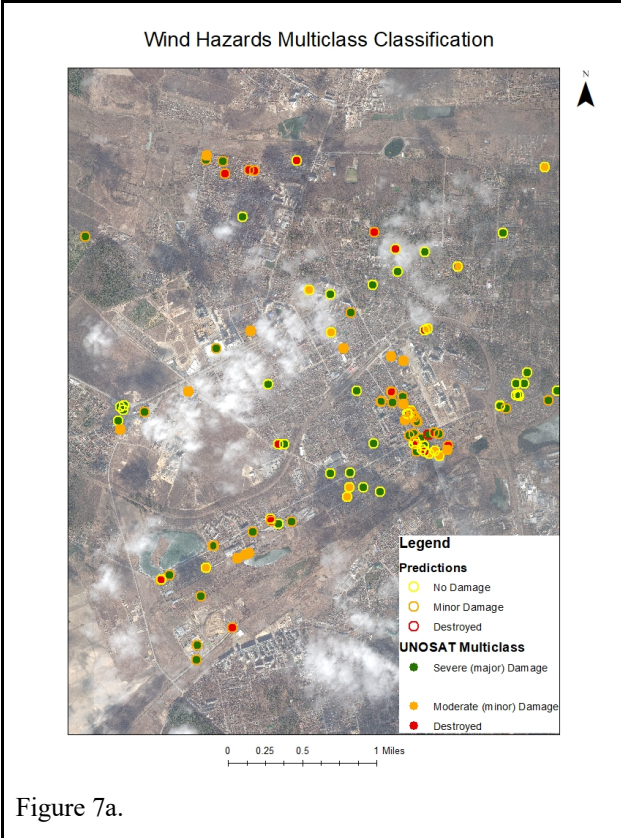 Wind Hazards Multiclass Classification
N
Legend
Predictions
No Damage
Minor Damage
Destroyed
UNOSAT Multiclass
Severe (major) Damage
Moderate (minor) Damage
Destroyed
0 0.25 0.5 1 Miles
Figure 7a.